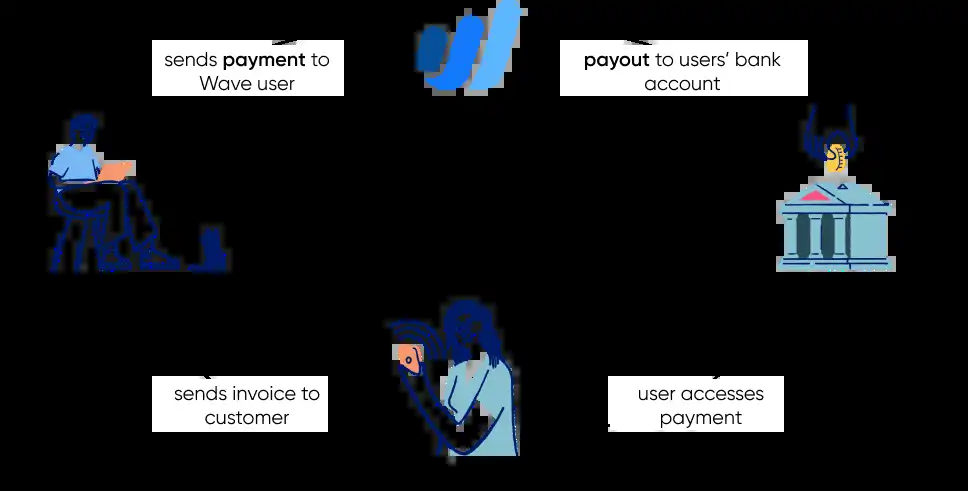 sends payment to
Wave user
payout to users’ bank
account
sends invoice to
customer
user accesses
payment